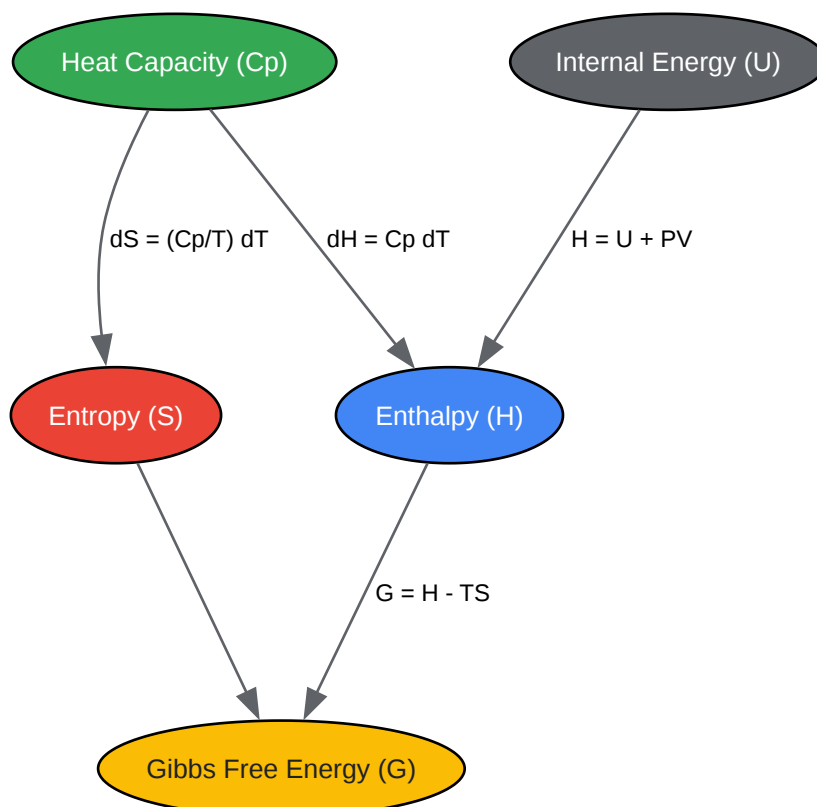 Heat Capacity (Cp)
Internal Energy (U)
dS = (Cp/T) dT
dH = Cp dT
H = U + PV
Entropy (S)
Enthalpy (H)
G = H - TS
Gibbs Free Energy (G)